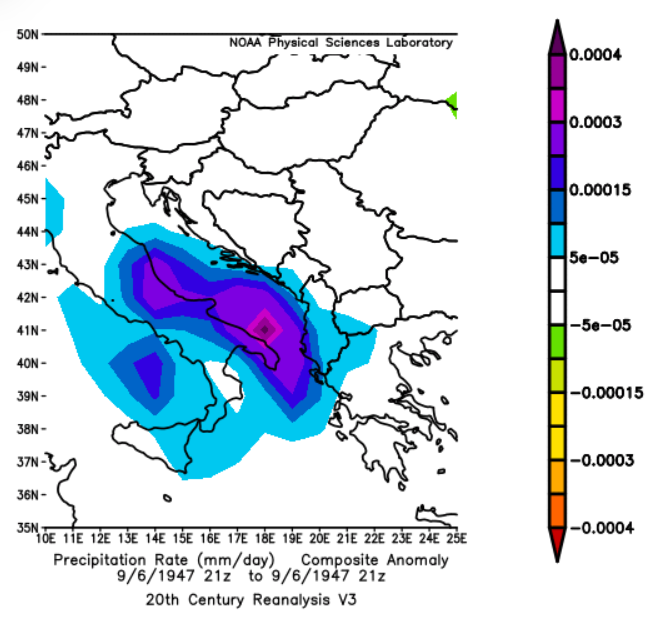 NOAA Physical Sciences Laboratory
50N
49N
48N
47N
46N
45N
44N
43N
42N
41N
40N
39N
38N
37N
36N
35N
10E 11E 12E 13E 14E 15E 16E 17E 18E 19E 20E 21E 22E 23E 24E 25E
0.0004
0.0003
0.00015
5e-05
-5e-05
-0.00015
-0.0003
-0.0004
Precipitation Rate (mm/day) Composite Anomaly
9/6/1947 21z to 9/6/1947 21z
20th Century Reanalysis V3